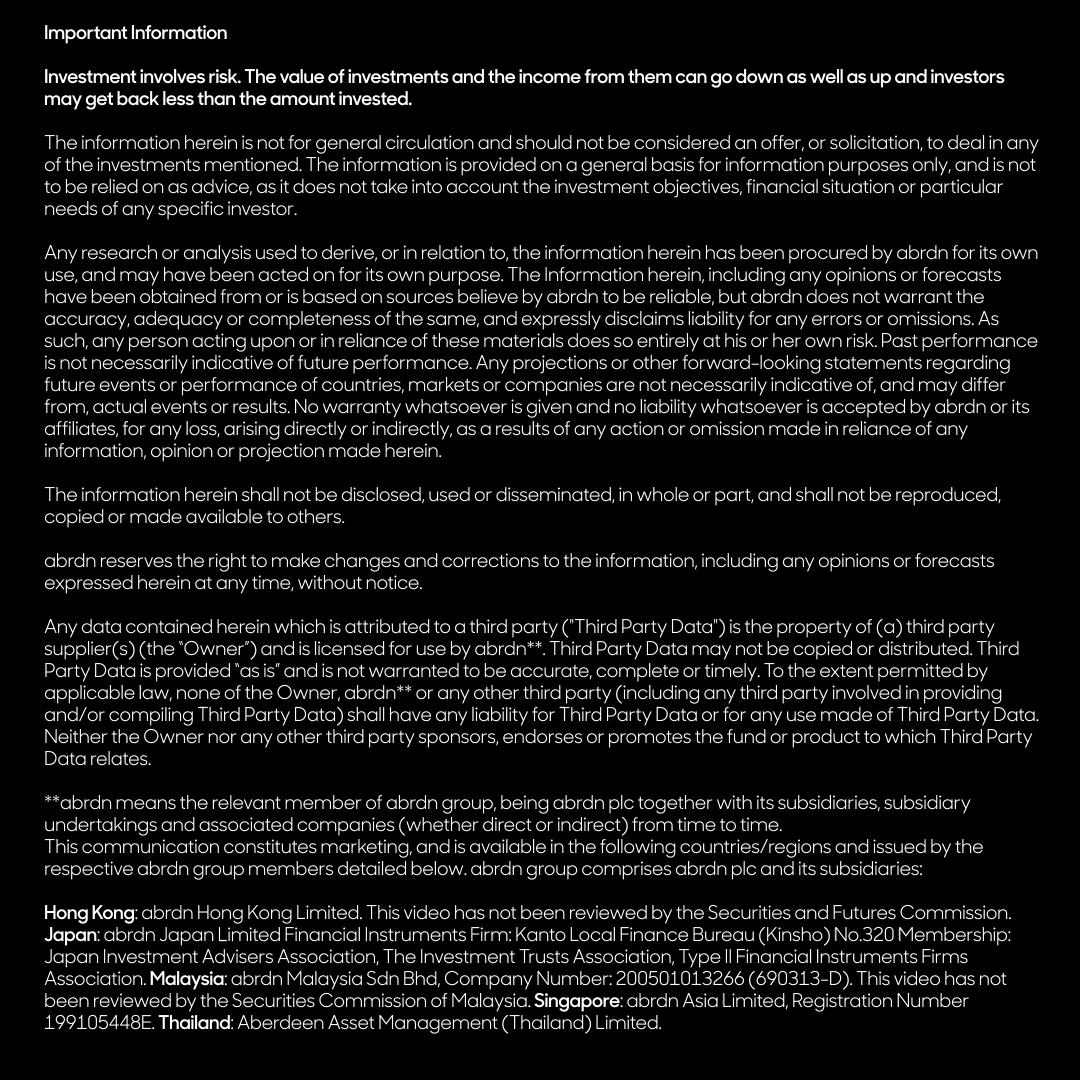 Important Information
Investment involves risk. The value of investments and the income from them can go down as well as up and investors
may get back less than the amount invested.
The information herein is not for general circulation and should not be considered an offer, or solicitation, to deal in any
of the investments mentioned. The information is provided on a general basis for information purposes only, and is not
to be relied on as advice, as it does not take into account the investment objectives, financial situation or particular
needs of any specific investor.
Any research or analysis used to derive, or in relation to, the information herein has been procured by abrdn for its own
use, and may have been acted on for its own purpose. The Information herein, including any opinions or forecasts
have been obtained from or is based on sources believe by abrdn to be reliable, but abrdn does not warrant the
accuracy, adequacy or completeness of the same, and expressly disclaims liability for any errors or omissions. As
such, any person acting upon or in reliance of these materials does so entirely at his or her own risk. Past performance
is not necessarily indicative of future performance. Any projections or other forward-looking statements regarding
future events or performance of countries, markets or companies are not necessarily indicative of, and may differ
from, actual events or results. No warranty whatsoever is given and no liability whatsoever is accepted by abrdn or its
affiliates, for any loss, arising directly or indirectly, as a results of any action or omission made in reliance of any
information, opinion or projection made herein.
The information herein shall not be disclosed, used or disseminated, in whole or part, and shall not be reproduced,
copied or made available to others.
abrdn reserves the right to make changes and corrections to the information, including any opinions or forecasts
expressed herein at any time, without notice.
Any data contained herein which is attributed to a third party ("Third Party Data") is the property of (a) third party
supplier(s) (the “Owner”) and is licensed for use by abrdn**. Third Party Data may not be copied or distributed. Third
Party Data is provided “as is” and is not warranted to be accurate, complete or timely. To the extent permitted by
applicable law, none of the Owner, abrdn** or any other third party (including any third party involved in providing
and/or compiling Third Party Data) shall have any liability for Third Party Data or for any use made of Third Party Data.
Neither the Owner nor any other third party sponsors, endorses or promotes the fund or product to which Third Party
Data relates.
**abrdn means the relevant member of abrdn group, being abrdn plc together with its subsidiaries, subsidiary
undertakings and associated companies (whether direct or indirect) from time to time.
This communication constitutes marketing, and is available in the following countries/regions and issued by the
respective abrdn group members detailed below. abrdn group comprises abrdn plc and its subsidiaries:
Hong Kong: abrdn Hong Kong Limited. This video has not been reviewed by the Securities and Futures Commission.
Japan: abrdn Japan Limited Financial Instruments Firm: Kanto Local Finance Bureau (Kinsho) No.320 Membership:
Japan Investment Advisers Association, The Investment Trusts Association, Type II Financial Instruments Firms
Association. Malaysia: abrdn Malaysia Sdn Bhd, Company Number: 200501013266 (690313-D). This video has not
been reviewed by the Securities Commission of Malaysia. Singapore: abrdn Asia Limited, Registration Number
199105448E. Thailand: Aberdeen Asset Management (Thailand) Limited.